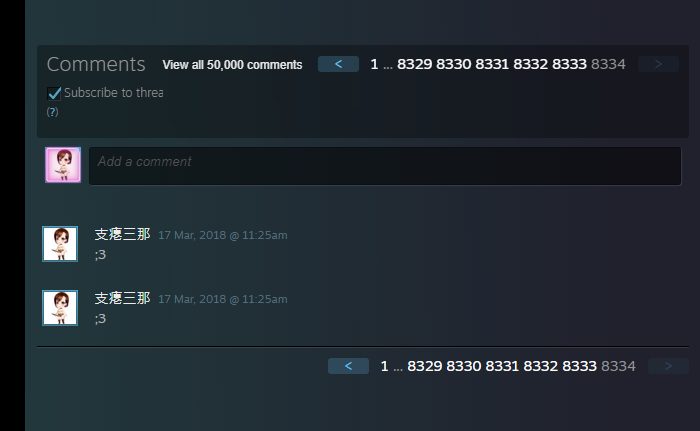 Comments View all 50,000 comments < 1 ... 8329 8330 8331 8332 8333 8334 >
Subscribe to threa
(?)
Add a comment
支瘪三那 17 Mar, 2018 @ 11:25am
;3
支瘪三那 17 Mar, 2018 @ 11:25am
;3
< 1 ... 8329 8330 8331 8332 8333 8334 >